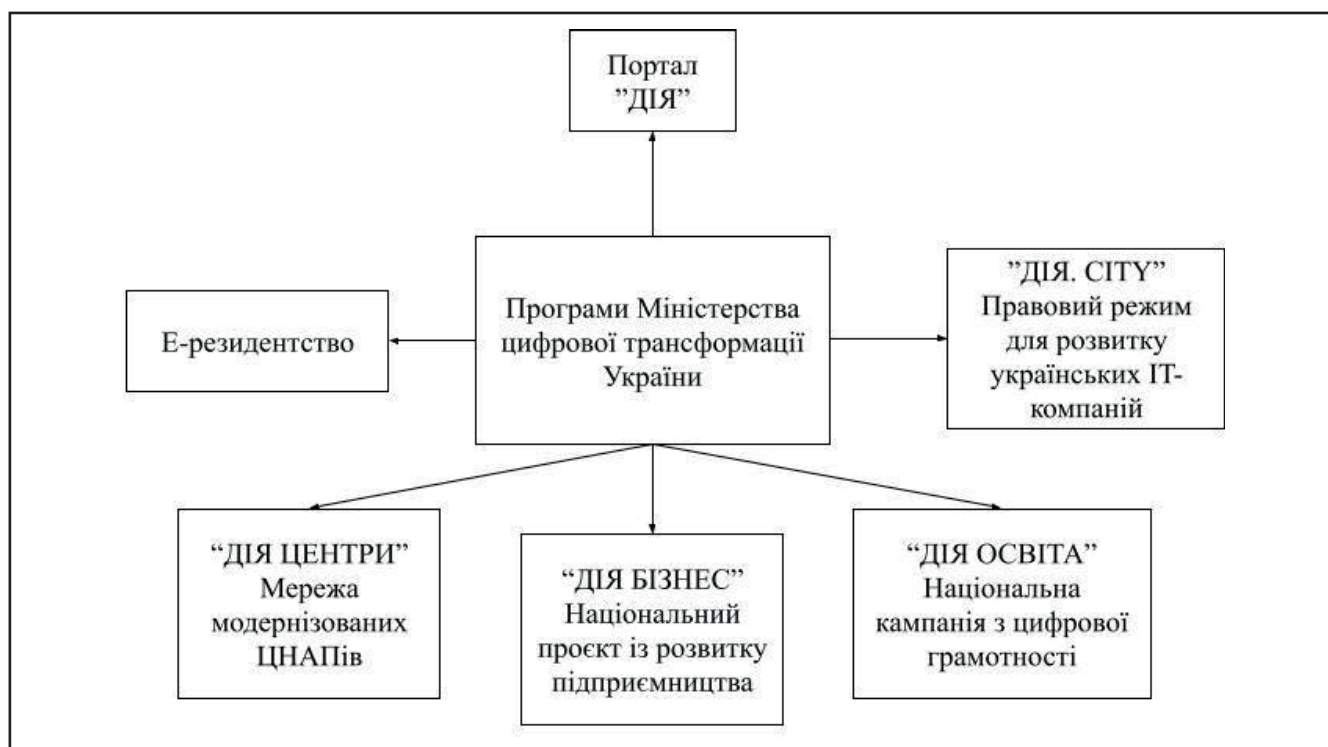 Портал
”ДІЯ”
Програми Міністерства
цифрової трансформації
України
Е-резидентство
”ДІЯ. CITY”
Правовий режим
для розвитку
українських ІТ-
компаній
“ДІЯ ЦЕНТРИ”
Мережа
модернізованих
ЦНАПів
“ДІЯ БІЗНЕС”
Національний
проєкт із розвитку
підприємництва
“ДІЯ ОСВІТА”
Національна
кампанія з цифрової
грамотності